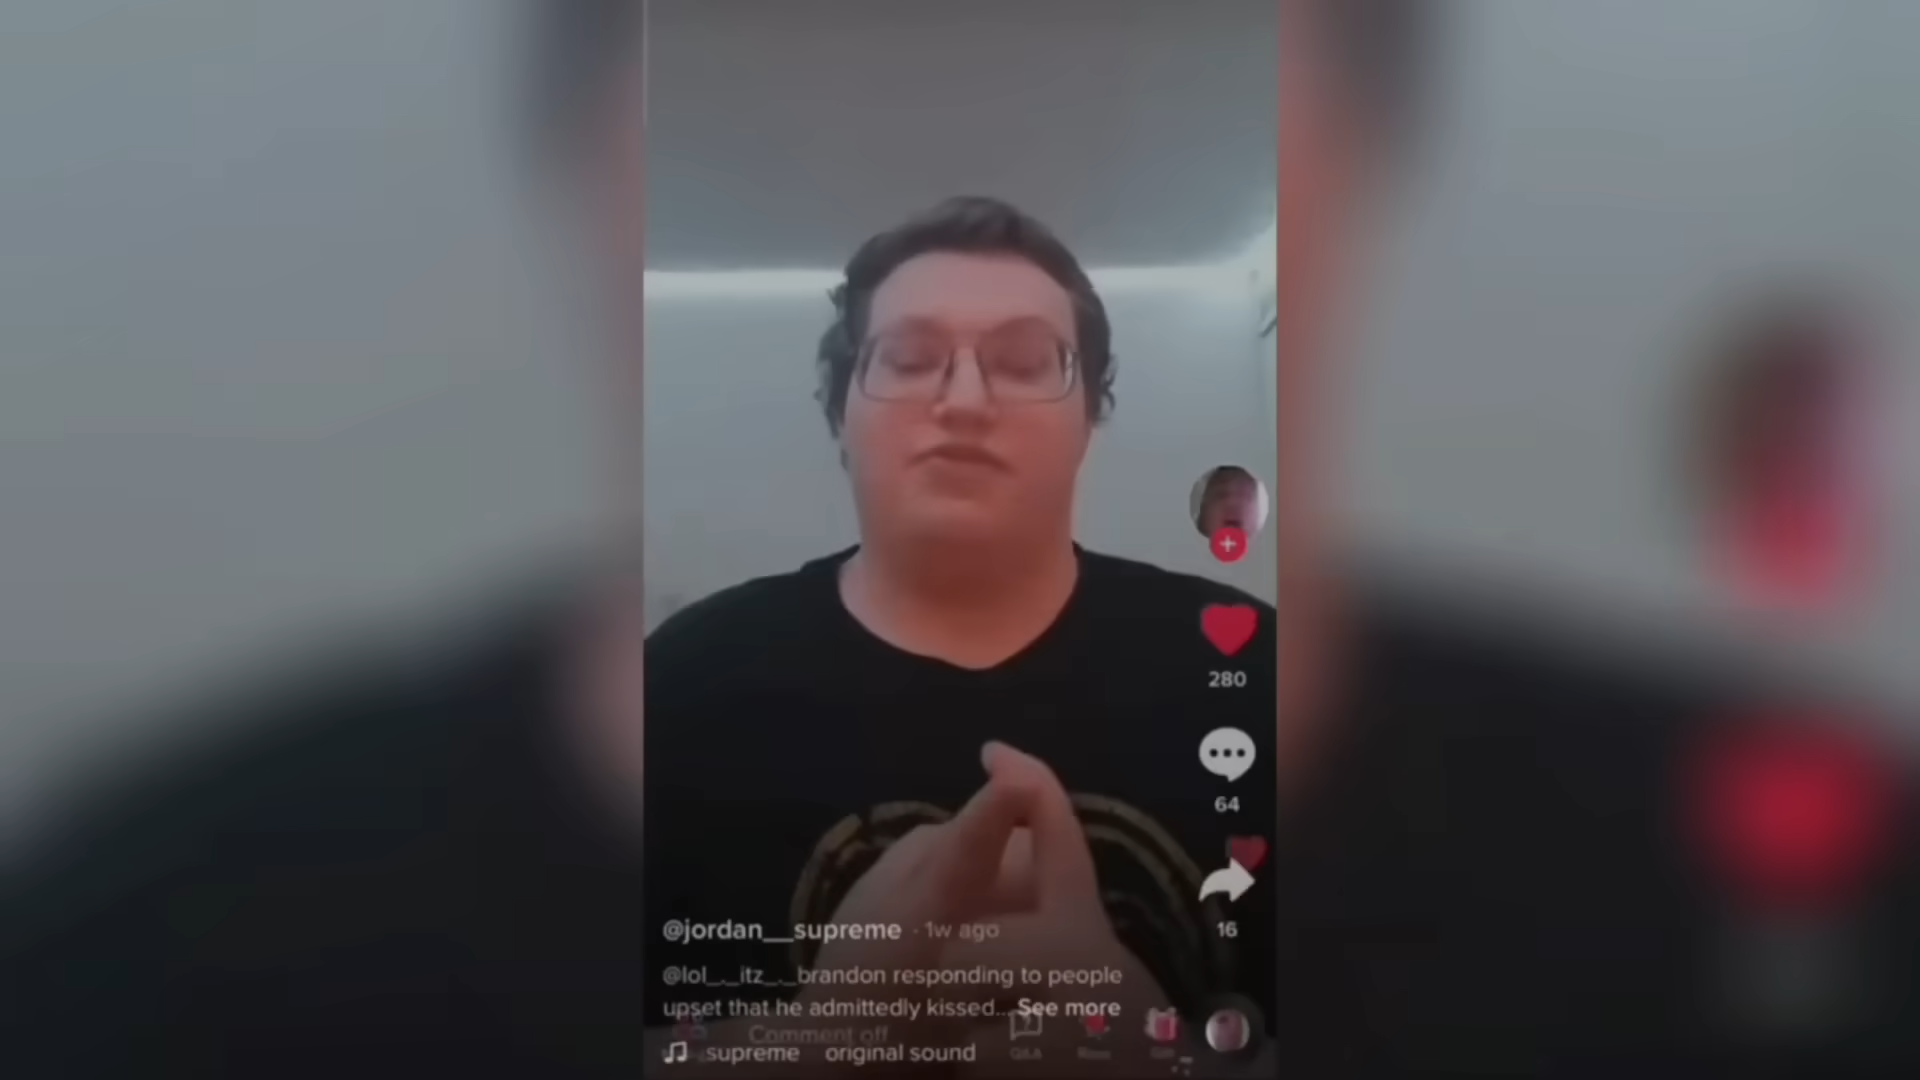 280
64
16
@jordan__supreme · 1w ago
@lol_._itz_._brandon responding to people
upset that he admittedly kissed... See more
Comment off
supreme original sound